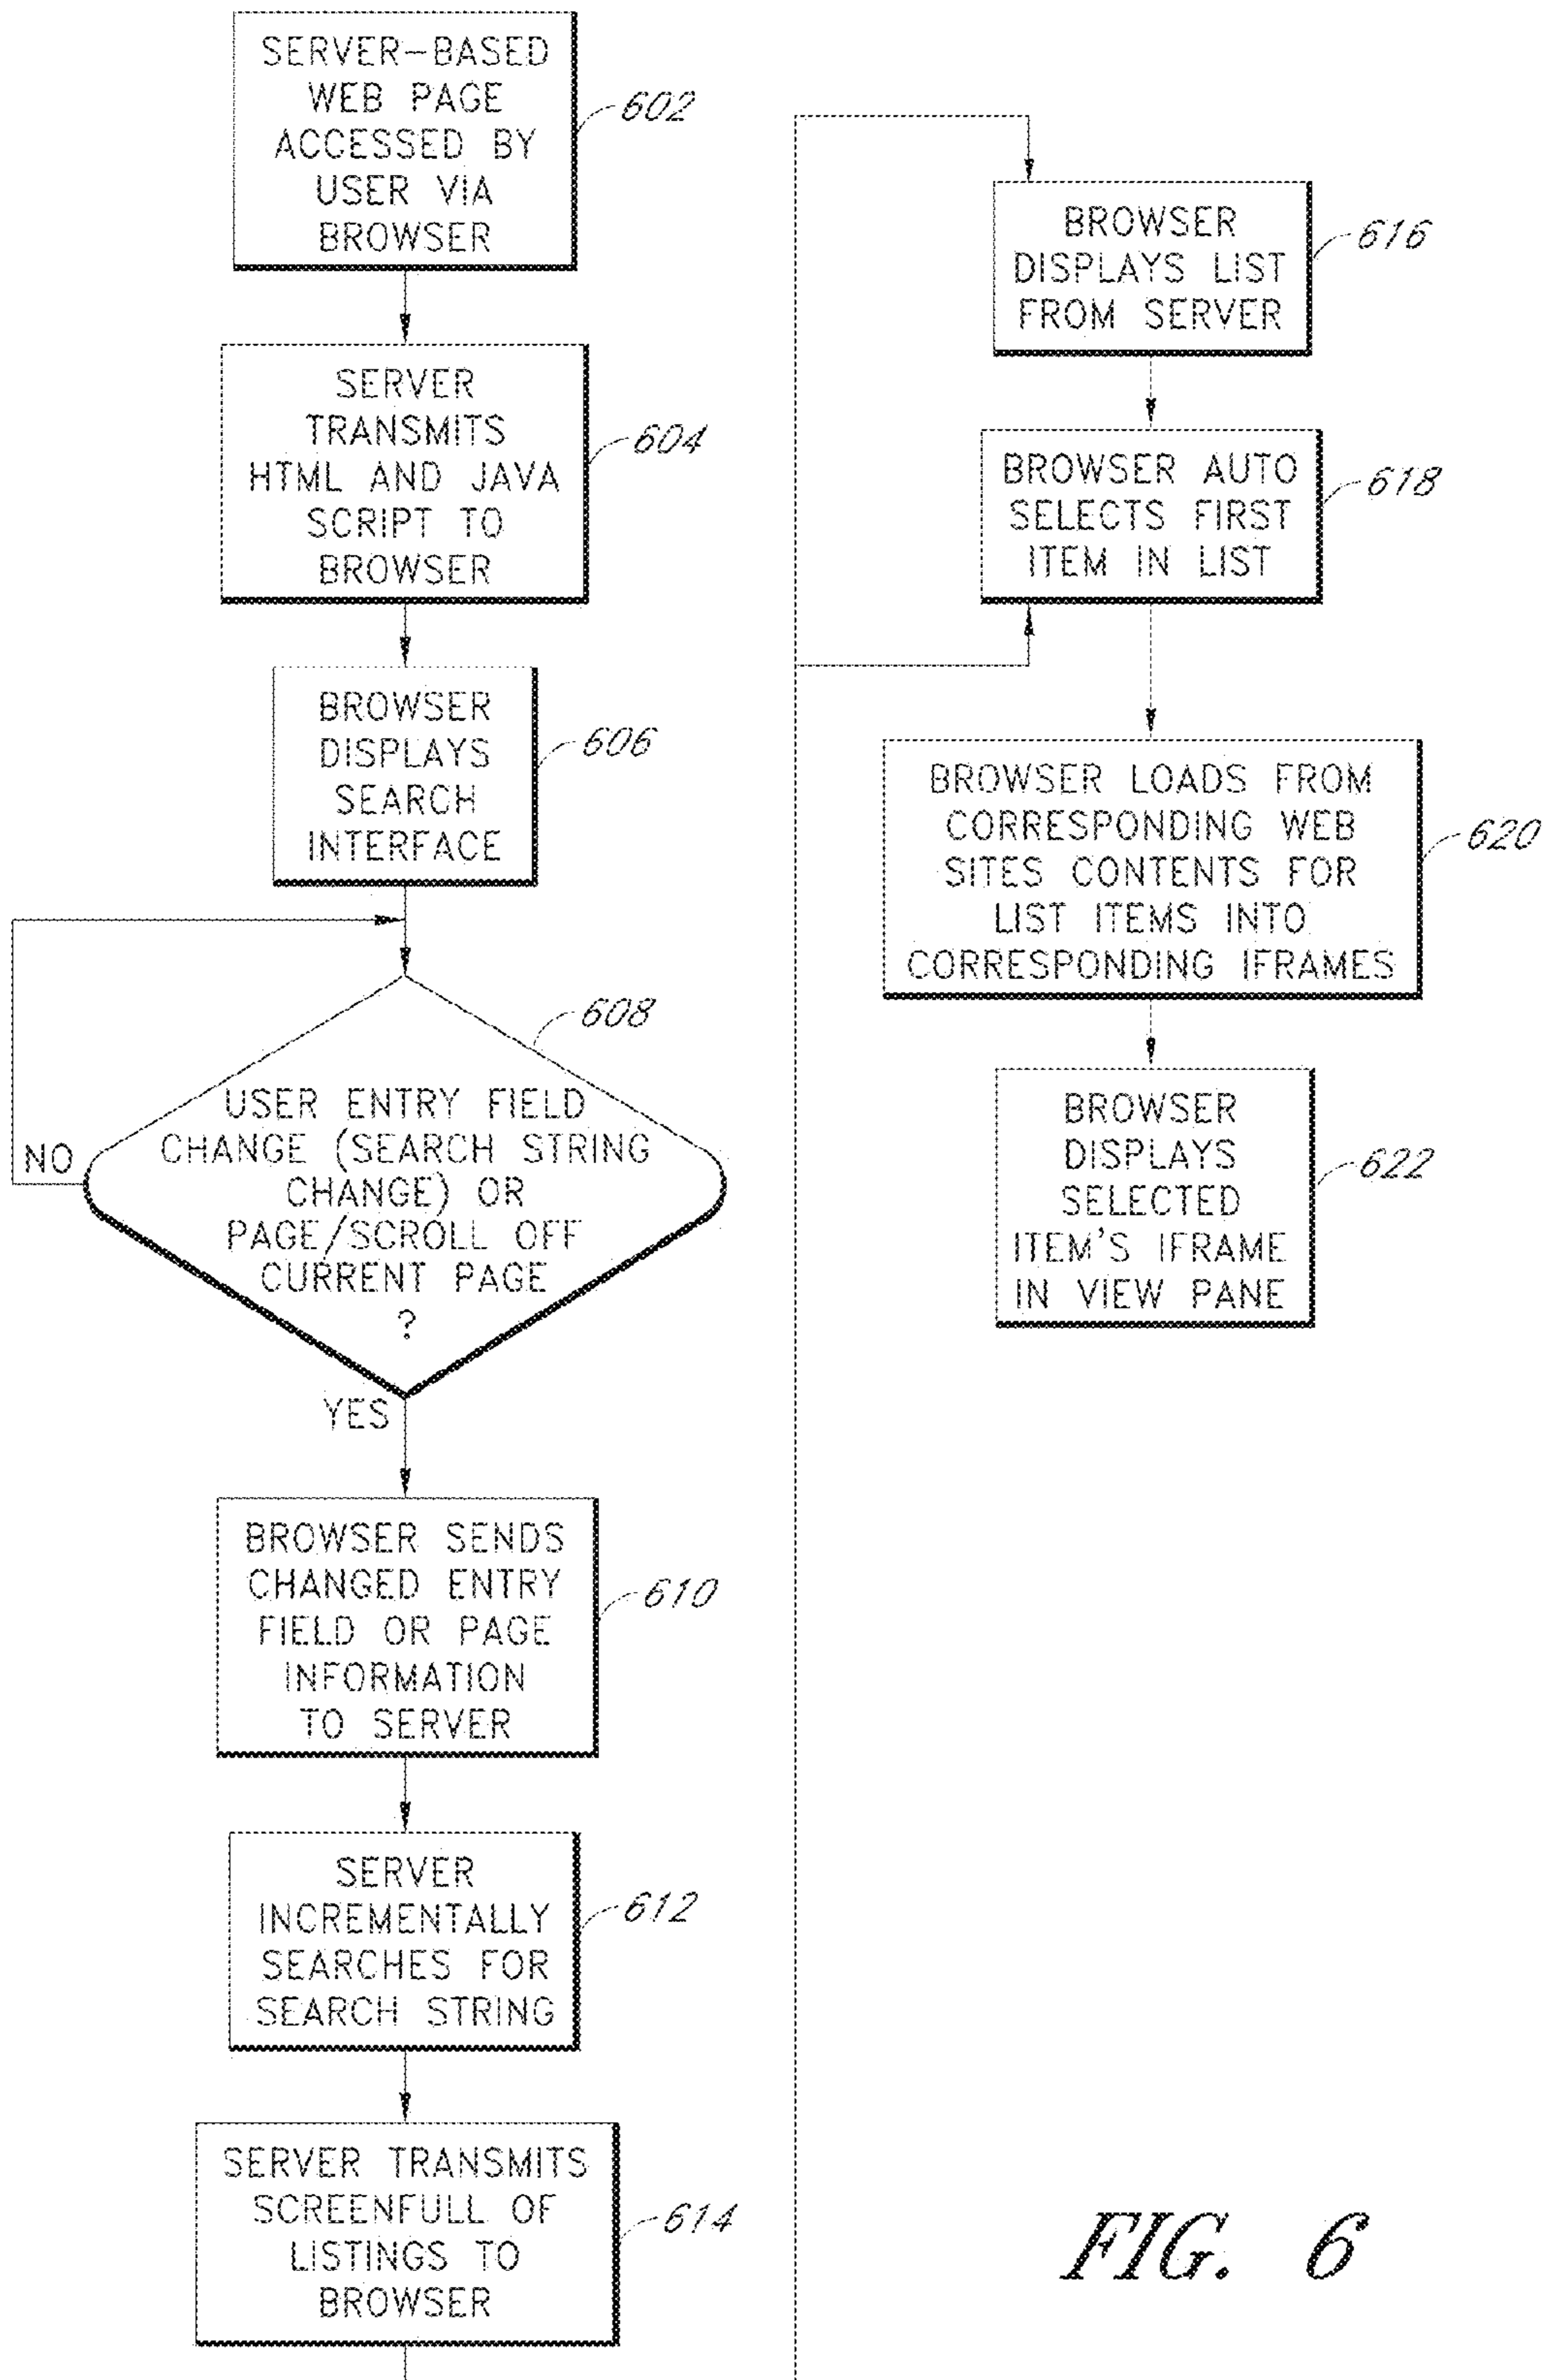 SERVER-BASED
WEB PAGE
ACCESSED BY
USER VIA
BROWSER
602
SERVER
TRANSMITS
HTML AND JAVA
SCRIPT TO
BROWSER
604
BROWSER
DISPLAYS
SEARCH
INTERFACE
606
608
USER ENTRY FIELD
CHANGE (SEARCH STRING
CHANGE) OR
PAGE/SCROLL OFF
CURRENT PAGE
?
NO
YES
BROWSER SENDS
CHANGED ENTRY
FIELD OR PAGE
INFORMATION
TO SERVER
610
SERVER
INCREMENTALLY
SEARCHES FOR
SEARCH STRING
612
SERVER TRANSMITS
SCREENFULL OF
LISTINGS TO
BROWSER
614
BROWSER
DISPLAYS LIST
FROM SERVER
616
BROWSER AUTO
SELECTS FIRST
ITEM IN LIST
618
BROWSER LOADS FROM
CORRESPONDING WEB
SITES CONTENTS FOR
LIST ITEMS INTO
CORRESPONDING IFRAMES
620
BROWSER
DISPLAYS
SELECTED
ITEM'S IFRAME
IN VIEW PANE
622
FIG. 6